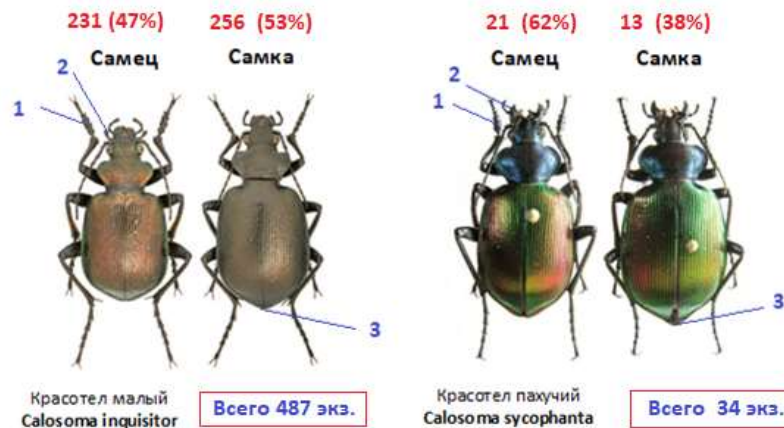 231 (47%) 256 (53%) 21 (62%) 13 (38%)
Самец Самка Самец Самка
2 2
1 1
3 3
Красотел малый Красотел пахучий
Calosoma inquisitor Всего 487 экз. Calosoma sycophanta Всего 34 экз.